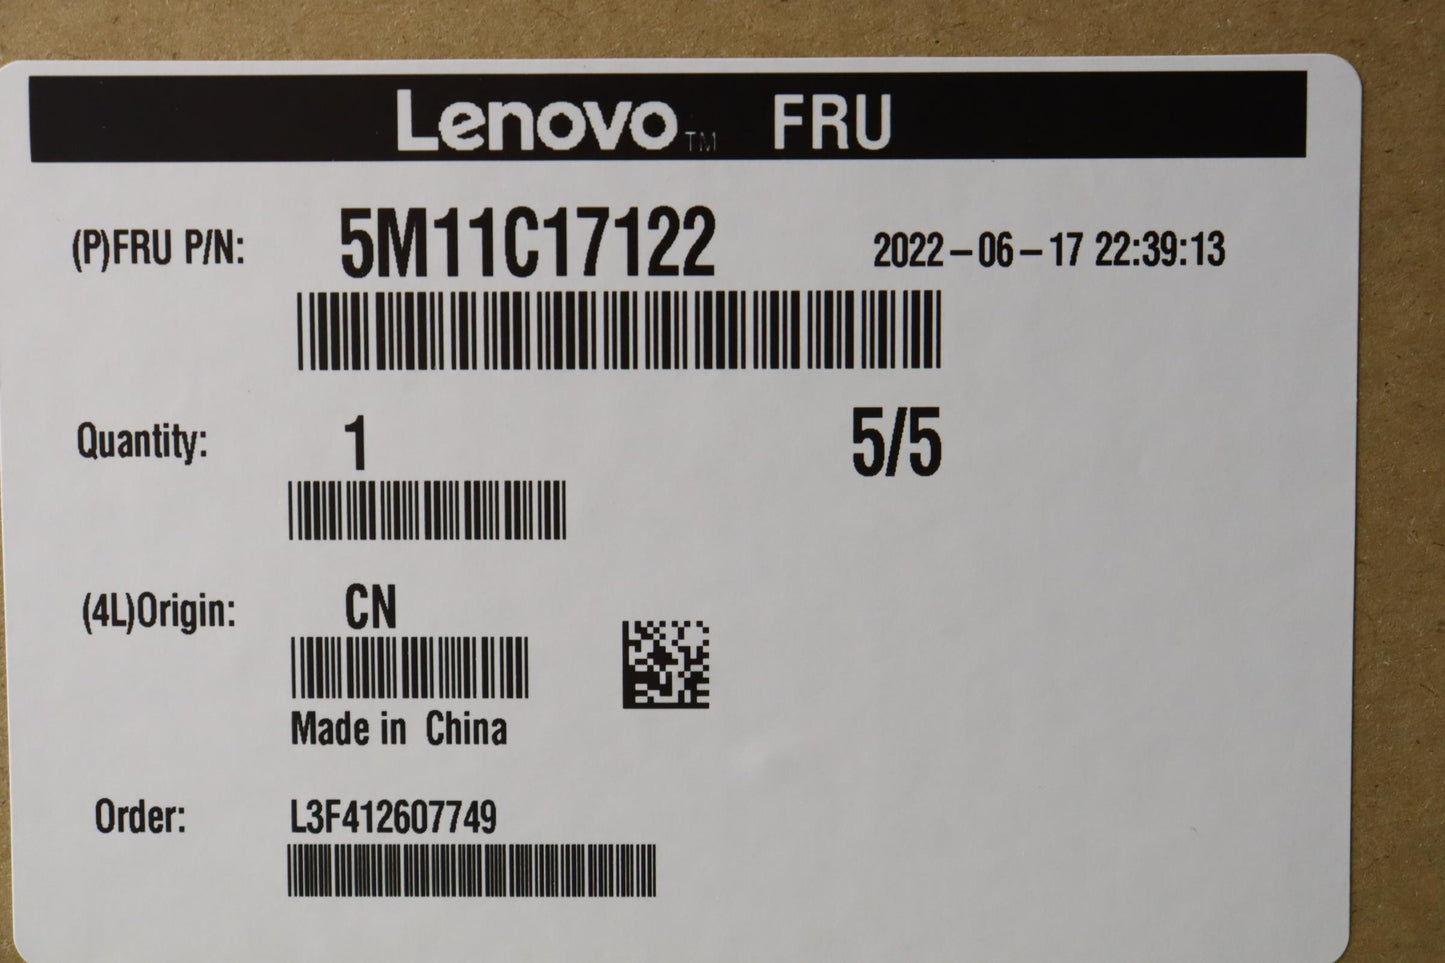 Lenovo™ FRU
(P)FRU P/N: 5M11C17122 2022-06-17 22:39:13
Quantity: 1 5/5
(4L)Origin: CN
Made in China
Order: L3F412607749